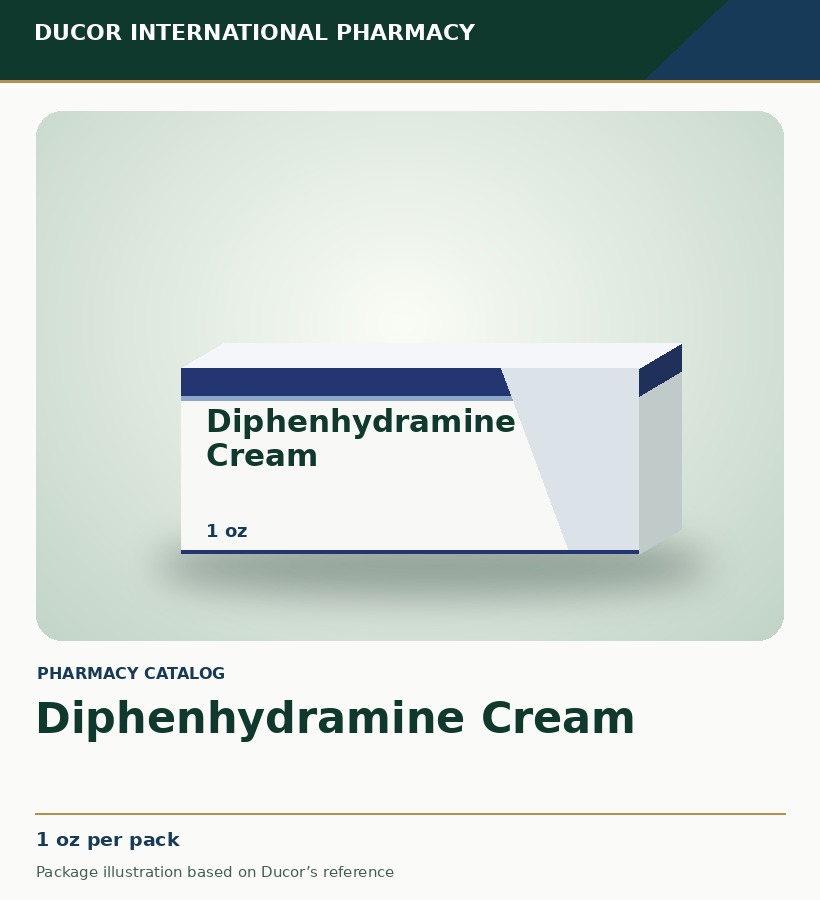 DUCOR INTERNATIONAL PHARMACY
Diphenhydramine
Cream
1 oz
PHARMACY CATALOG
Diphenhydramine Cream
1 oz per pack
Package illustration based on Ducor’s reference